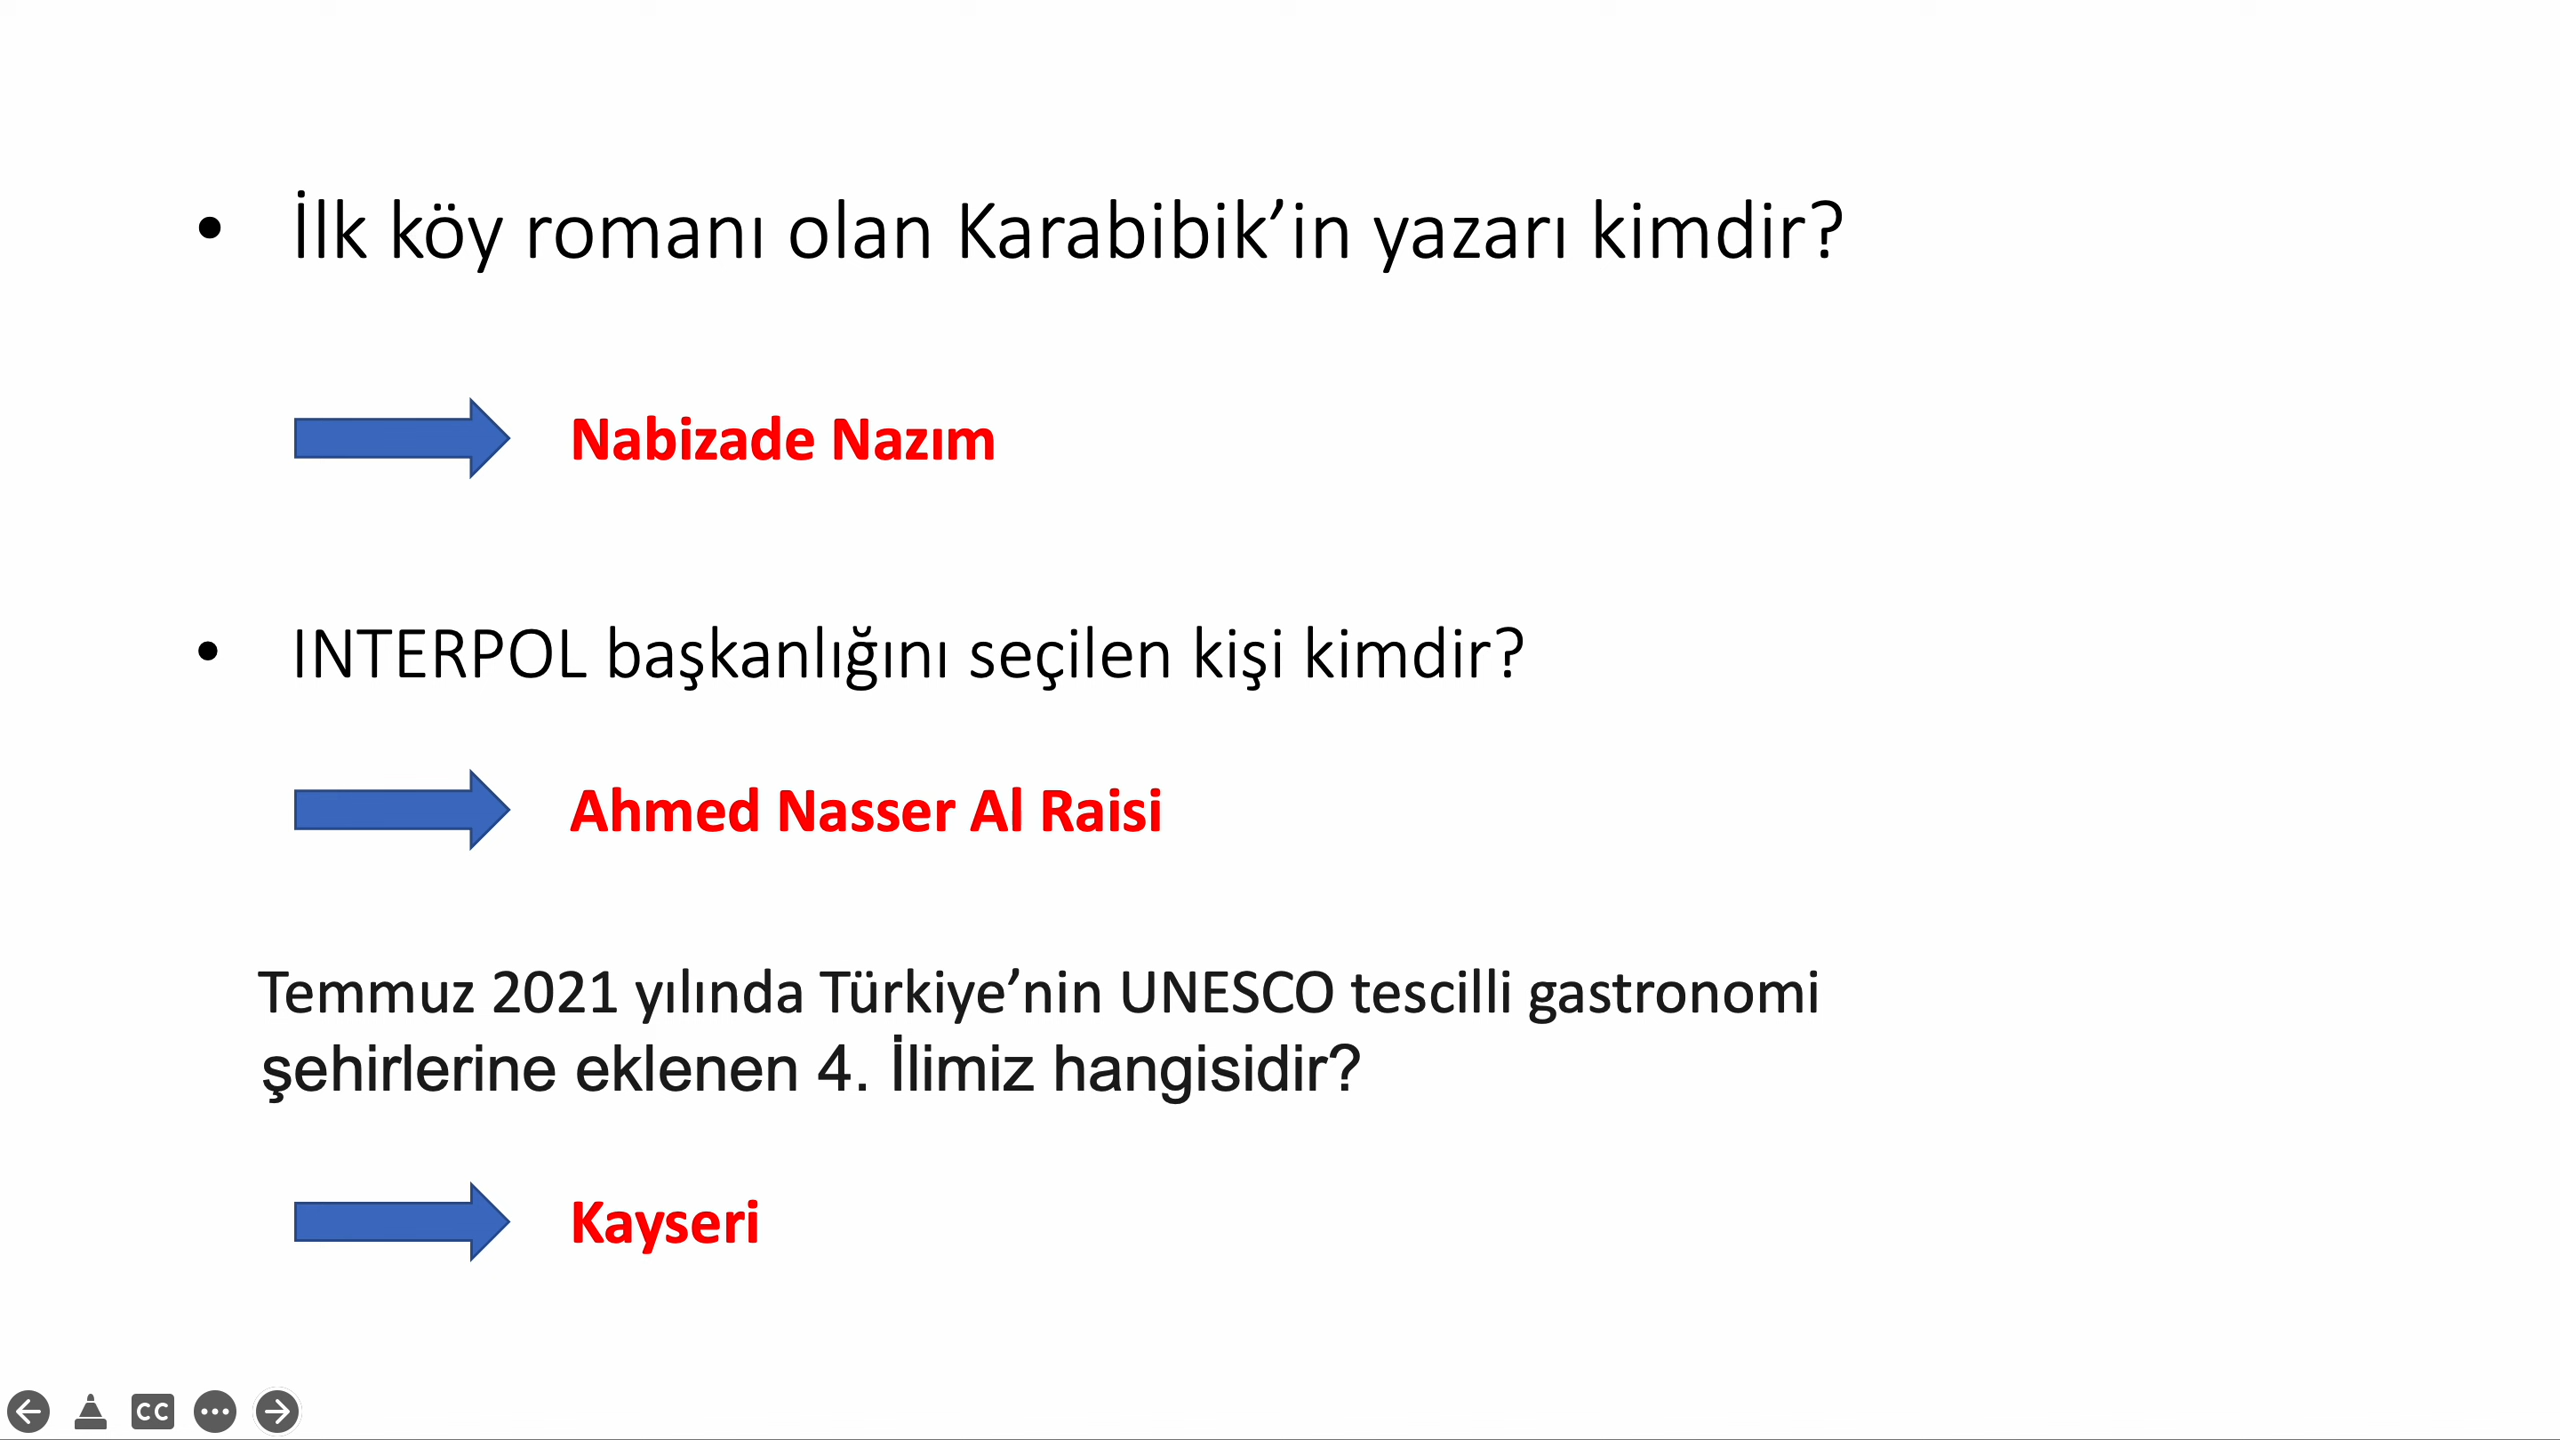 • İlk köy romanı olan Karabibik’in yazarı kimdir?
Nabizade Nazım
• INTERPOL başkanlığını seçilen kişi kimdir?
Ahmed Nasser Al Raisi
Temmuz 2021 yılında Türkiye’nin UNESCO tescilli gastronomi
şehirlerine eklenen 4. İlimiz hangisidir?
Kayseri
CC